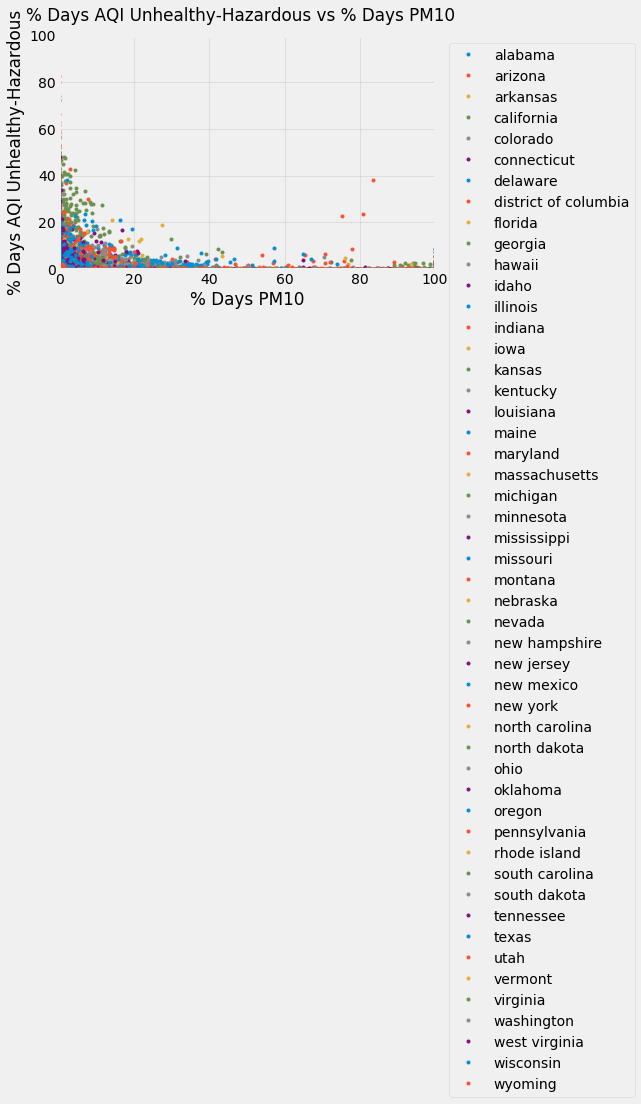 % Days AQI Unhealthy-Hazardous vs % Days PM10
% Days AQI Unhealthy-Hazardous
100
80
60
40
20
0
0 20 40 60 80 100
% Days PM10
alabama
arizona
arkansas
california
colorado
connecticut
delaware
district of columbia
florida
georgia
hawaii
idaho
illinois
indiana
iowa
kansas
kentucky
louisiana
maine
maryland
massachusetts
michigan
minnesota
mississippi
missouri
montana
nebraska
nevada
new hampshire
new jersey
new mexico
new york
north carolina
north dakota
ohio
oklahoma
oregon
pennsylvania
rhode island
south carolina
south dakota
tennessee
texas
utah
vermont
virginia
washington
west virginia
wisconsin
wyoming